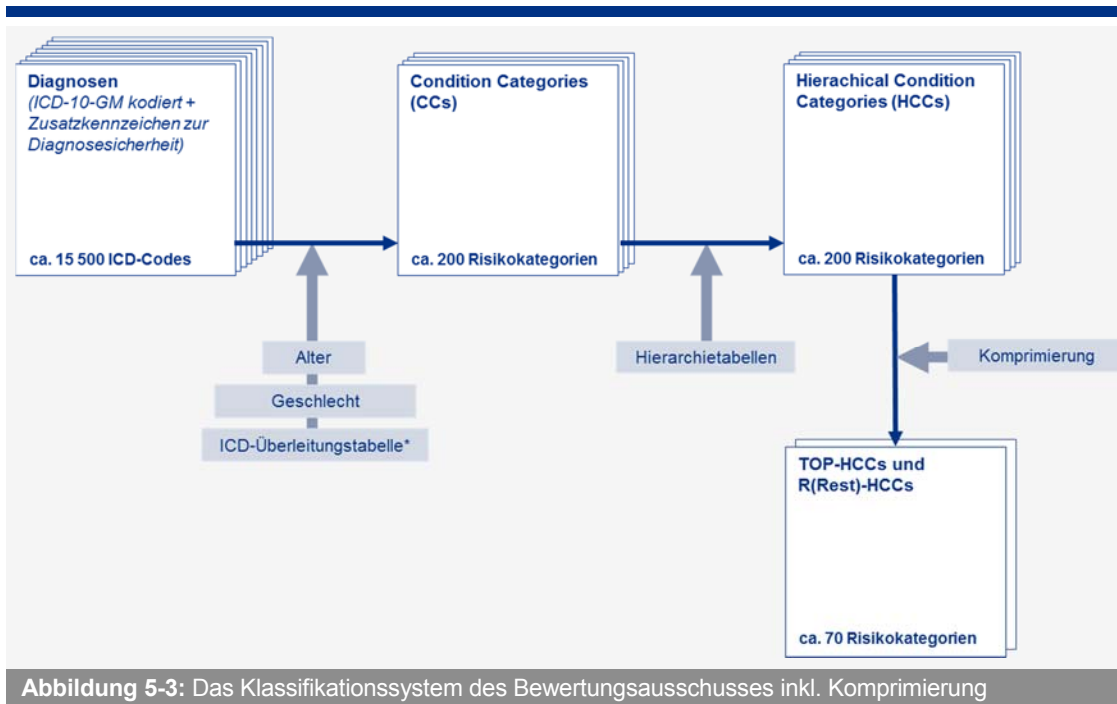 Diagnosen
(ICD-10-GM kodiert +
Zusatzkennzeichen zur
Diagnosesicherheit)
ca. 15 500 ICD-Codes
Condition Categories
(CCs)
ca. 200 Risikokategorien
Hierachical Condition
Categories (HCCs)
ca. 200 Risikokategorien
Alter
Geschlecht
ICD-Überleitungstabelle*
Hierarchietabellen
Komprimierung
TOP-HCCs und
R(Rest)-HCCs
ca. 70 Risikokategorien
Abbildung 5-3: Das Klassifikationssystem des Bewertungsausschusses inkl. Komprimierung